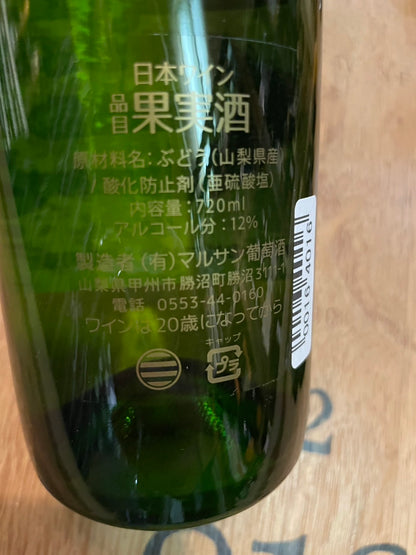 日本ワイン
品目 果実酒
原材料名：ぶどう(山梨県産)
/ 酸化防止剤(亜硫酸塩)
内容量：720ml
アルコール分：12%
製造者 (有)マルサン葡萄酒
山梨県甲州市勝沼町勝沼3111-1
電話 0553-44-0160
ワインは20歳になってから
キャップ
プラ
0016 4016